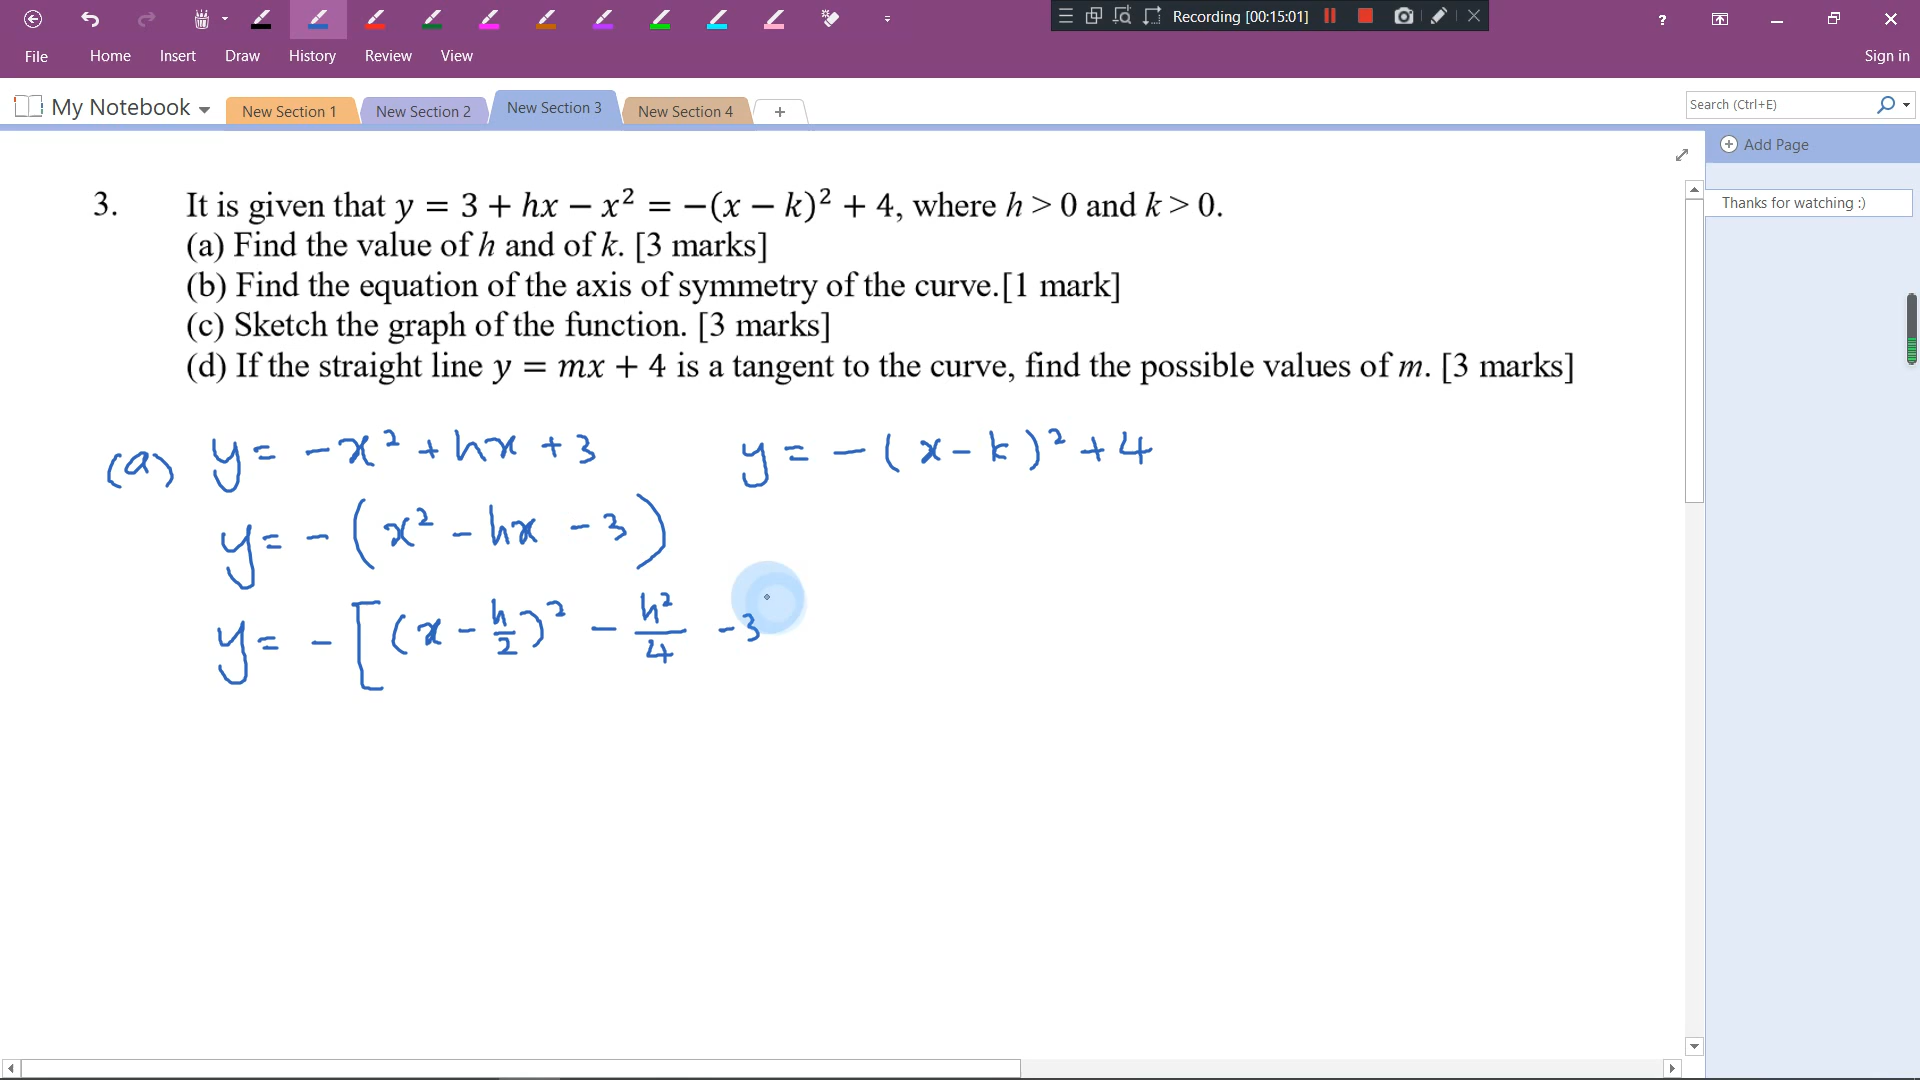 Recording [00:15:01]
?
File Home Insert Draw History Review View
Sign in
My Notebook New Section 1 New Section 2 New Section 3 New Section 4 +
Search (Ctrl+E)
Add Page
Thanks for watching :)
3. It is given that y = 3 + hx − x² = −(x − k)² + 4, where h > 0 and k > 0.
(a) Find the value of h and of k. [3 marks]
(b) Find the equation of the axis of symmetry of the curve.[1 mark]
(c) Sketch the graph of the function. [3 marks]
(d) If the straight line y = mx + 4 is a tangent to the curve, find the possible values of m. [3 marks]
(a) y = -x² + hx + 3 y = - ( x - k )² + 4
y = - ( x² - hx - 3 )
y = - [ (x - h/2 )² - h²/4 - 3